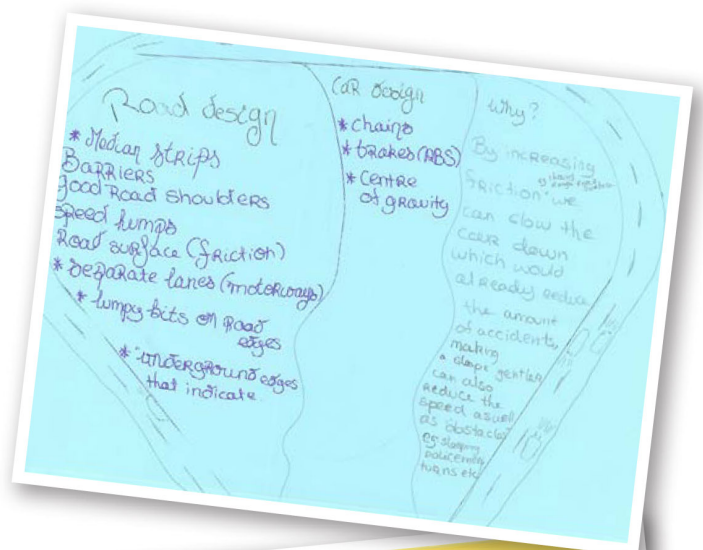 Road design
* Median strips
Barriers
Good Road shoulders
Speed humps
Road surface (friction)
* Separate lanes (motorways)
* lumpy bits on Road
edges
* underground edges
that indicate
Car design
* chains
* brakes (ABS)
* Centre
of gravity
Why?
By increasing
friction we
can slow the
car down
which would
already reduce
the amount
of accidents,
making
a slope gentler
can also
reduce the
speed as well
as obstacles
eg sleeping
policemen,
turns etc